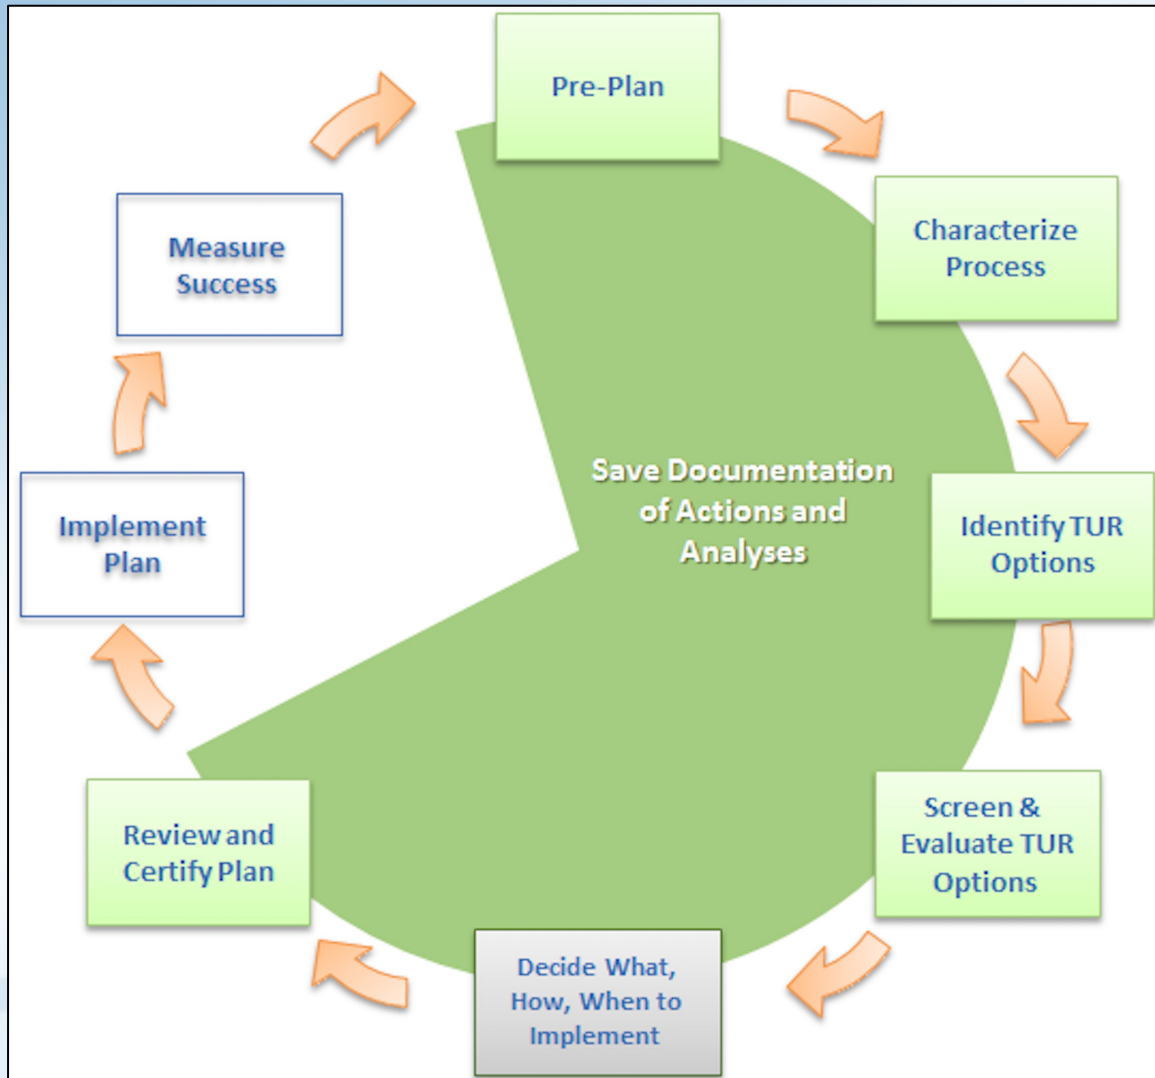 Pre-Plan
Characterize
Process
Identify TUR
Options
Screen &
Evaluate TUR
Options
Decide What,
How, When to
Implement
Review and
Certify Plan
Implement
Plan
Measure
Success
Save Documentation
of Actions and
Analyses